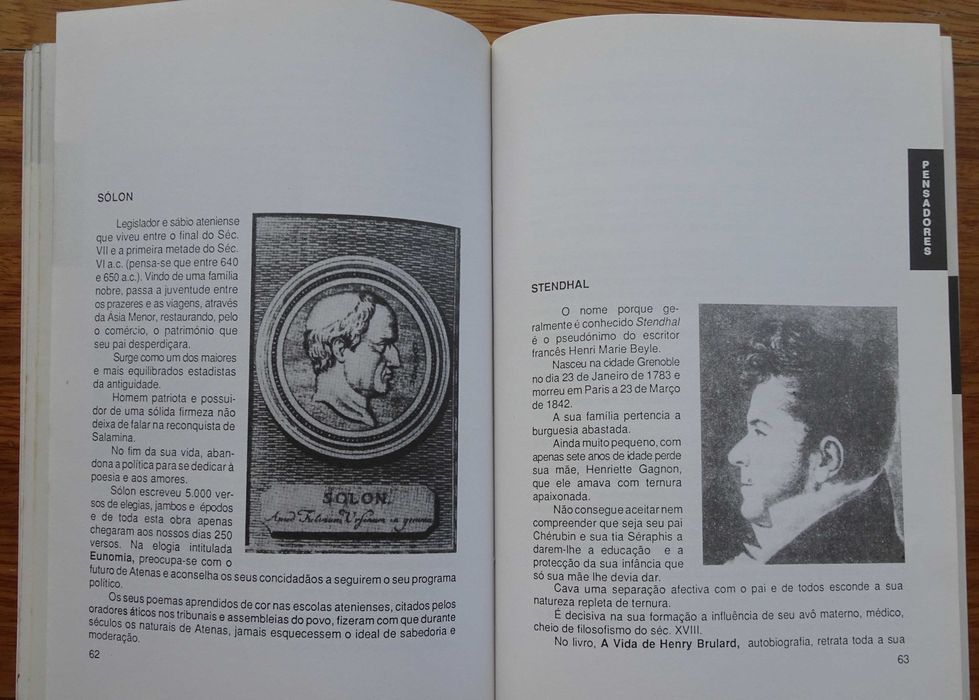 SÓLON
Legislador e sábio ateniense
que viveu entre o final do Séc.
VII e a primeira metade do Séc.
VI a.c. (pensa-se que entre 640
e 650 a.c.). Vindo de uma família
nobre, passa a juventude entre
os prazeres e as viagens, através
da Ásia Menor, restaurando, pelo
o comércio, o património que
seu pai desperdiçara.
Surge como um dos maiores
e mais equilibrados estadistas
da antiguidade.
Homem patriota e possui-
dor de uma sólida firmeza não
deixa de falar na reconquista de
Salamina.
No fim da sua vida, aban-
dona a política para se dedicar à
poesia e aos amores.
Sólon escreveu 5.000 ver-
sos de elegias, jambos e épodos
e de toda esta obra apenas
chegaram aos nossos dias 250
versos. Na elogia intitulada
Eunomia, preocupa-se com o
futuro de Atenas e aconselha os seus concidadãos a seguirem o seu programa
político.
Os seus poemas aprendidos de cor nas escolas atenienses, citados pelos
oradores áticos nos tribunais e assembleias do povo, fizeram com que durante
séculos os naturais de Atenas, jamais esquecessem o ideal de sabedoria e
moderação.
62
SOLON.
Apud Fulvium Ursinum in gemma
PENSADORES
STENDHAL
O nome porque ge-
ralmente é conhecido Stendhal
é o pseudónimo do escritor
francês Henri Marie Beyle.
Nasceu na cidade Grenoble
no dia 23 de Janeiro de 1783 e
morreu em Paris a 23 de Março
de 1842.
A sua família pertencia a
burguesia abastada.
Ainda muito pequeno, com
apenas sete anos de idade perde
sua mãe, Henriette Gagnon,
que ele amava com ternura
apaixonada.
Não consegue aceitar nem
compreender que seja seu pai
Chérubin e sua tia Séraphis a
darem-lhe a educação e a
protecção da sua infância que
só sua mãe lhe devia dar.
Cava uma separação afectiva com o pai e de todos esconde a sua
natureza repleta de ternura.
É decisiva na sua formação a influência de seu avô materno, médico,
cheio de filosofismo do séc. XVIII.
No livro, A Vida de Henry Brulard, autobiografia, retrata toda a sua
63